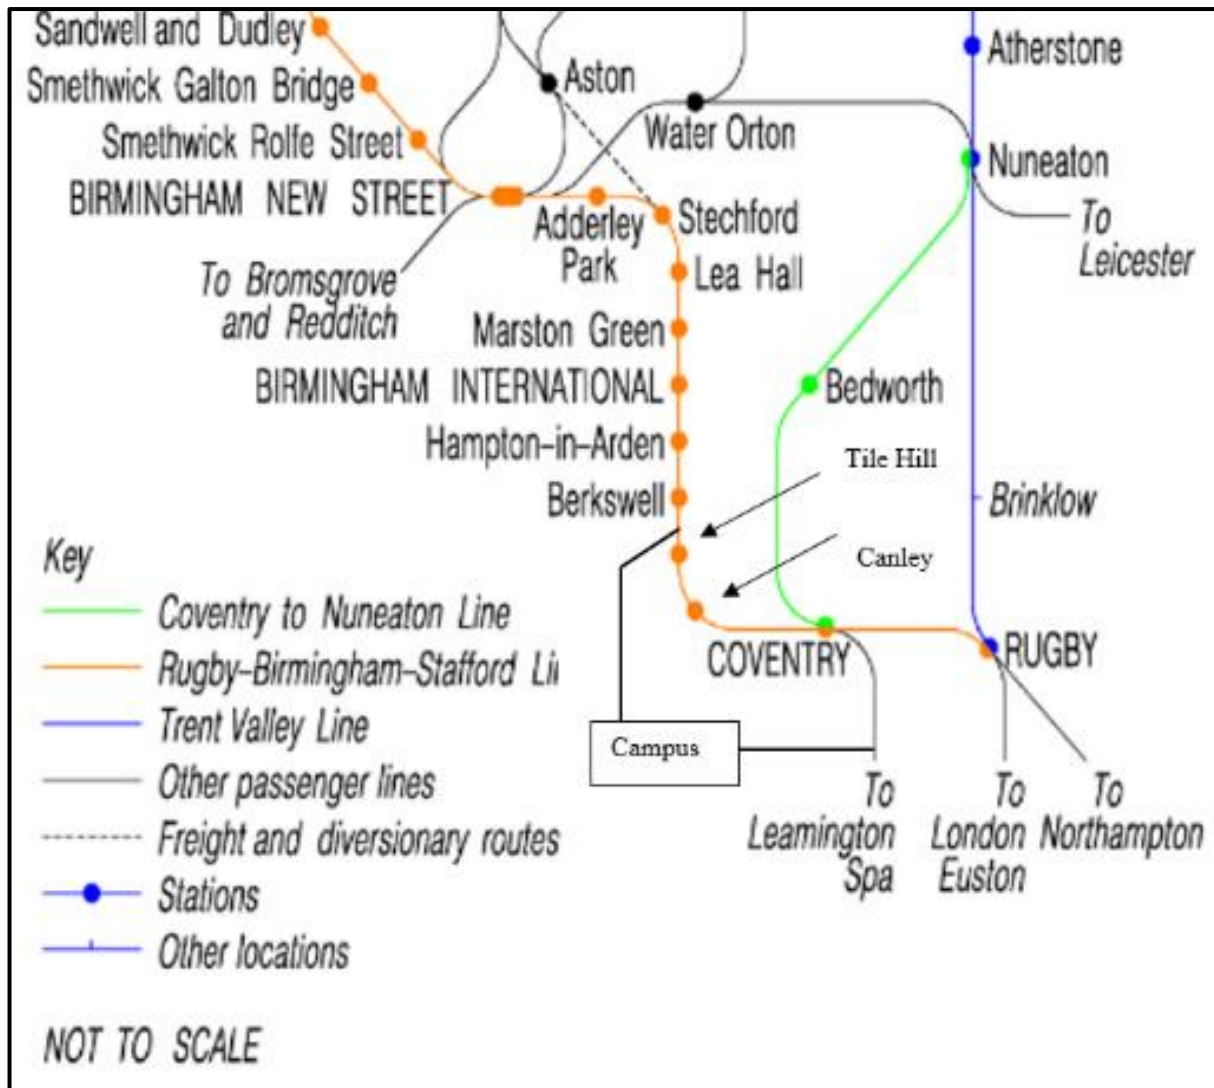 Sandwell and Dudley
Smethwick Galton Bridge
Smethwick Rolfe Street
BIRMINGHAM NEW STREET
Aston
Water Orton
Atherstone
Nuneaton
To
Leicester
Adderley
Park
Stechford
Lea Hall
To Bromsgrove
and Redditch
Marston Green
BIRMINGHAM INTERNATIONAL
Hampton-in-Arden
Berkswell
Bedworth
Tile Hill
Brinklow
Canley
COVENTRY
RUGBY
Campus
To
Leamington
Spa
To
London
Euston
To
Northampton
Key
Coventry to Nuneaton Line
Rugby-Birmingham-Stafford Li
Trent Valley Line
Other passenger lines
Freight and diversionary routes
Stations
Other locations
NOT TO SCALE